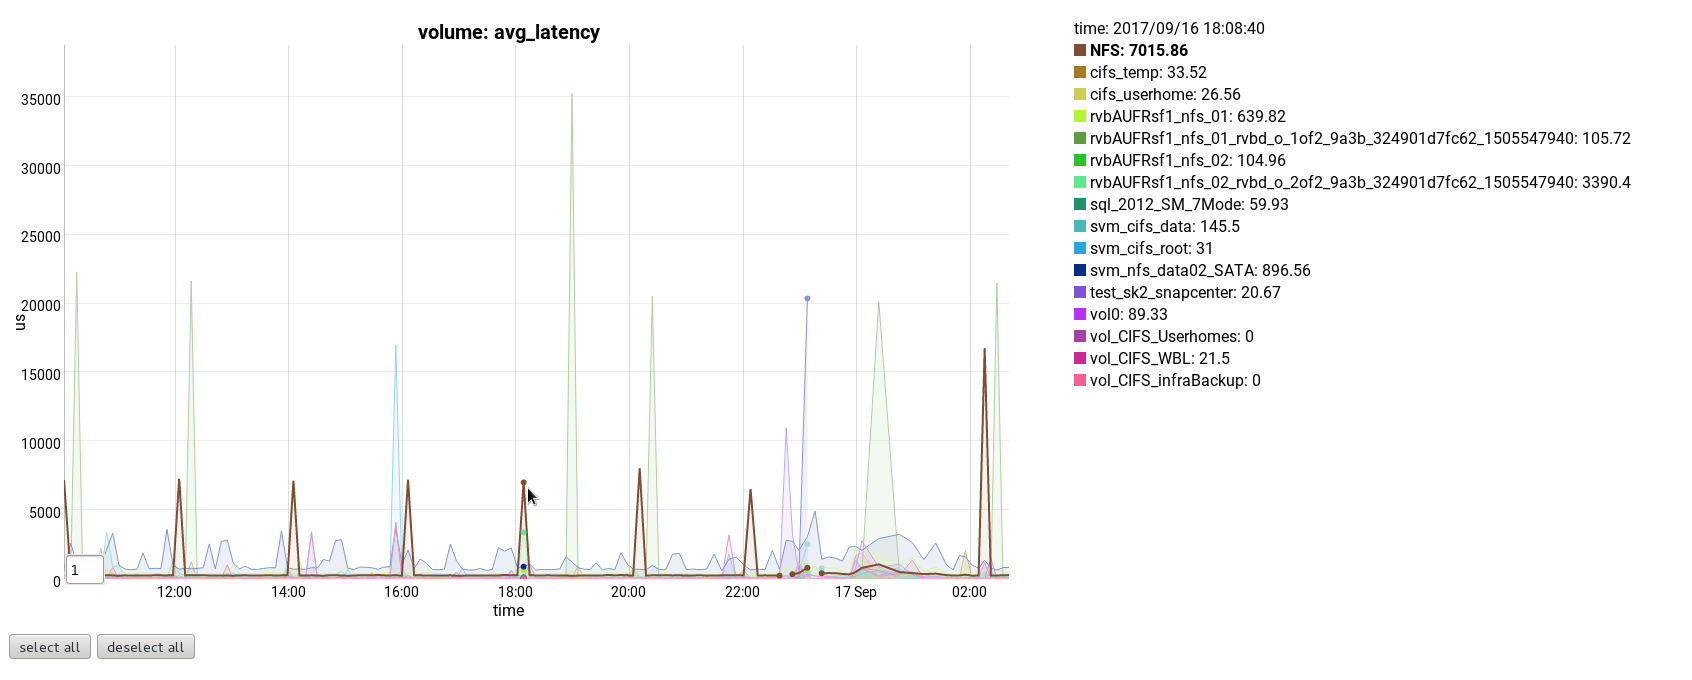 volume: avg_latency
35000
30000
25000
20000
15000
10000
5000
0
us
1
12:00
14:00
16:00
18:00
20:00
22:00
17 Sep
02:00
time
select all
deselect all
time: 2017/09/16 18:08:40
NFS: 7015.86
cifs_temp: 33.52
cifs_userhome: 26.56
rvbAUFRsf1_nfs_01: 639.82
rvbAUFRsf1_nfs_01_rvbd_o_1of2_9a3b_324901d7fc62_1505547940: 105.72
rvbAUFRsf1_nfs_02: 104.96
rvbAUFRsf1_nfs_02_rvbd_o_2of2_9a3b_324901d7fc62_1505547940: 3390.4
sql_2012_SM_7Mode: 59.93
svm_cifs_data: 145.5
svm_cifs_root: 31
svm_nfs_data02_SATA: 896.56
test_sk2_snapcenter: 20.67
vol0: 89.33
vol_CIFS_Userhomes: 0
vol_CIFS_WBL: 21.5
vol_CIFS_infraBackup: 0